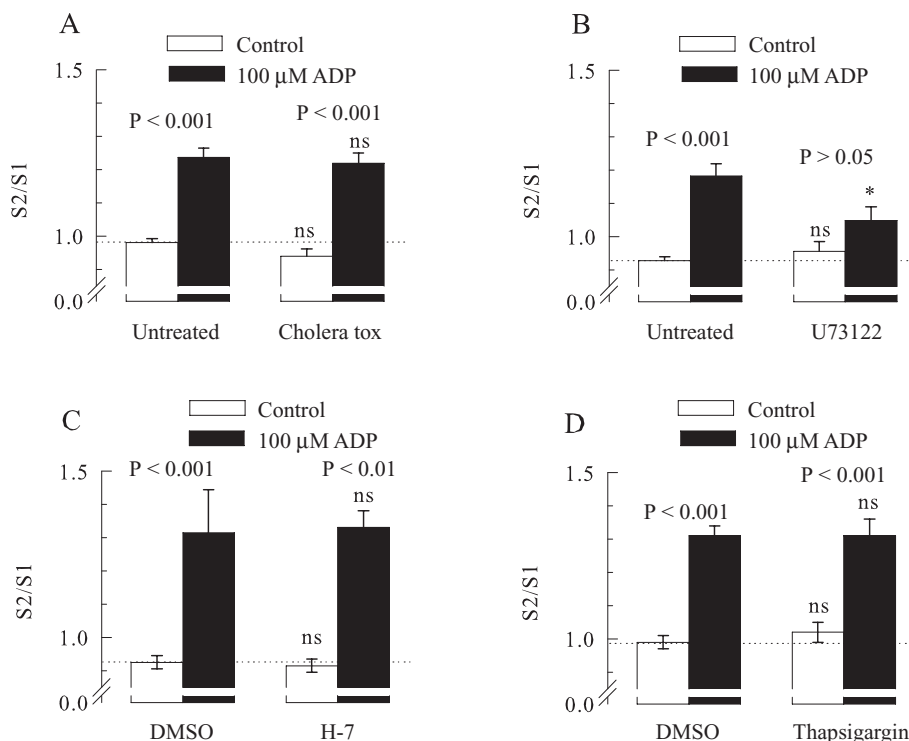 A
Control
100 µM ADP
1.5
P < 0.001
P < 0.001
ns
S2/S1
1.0
ns
0.0
Untreated
Cholera tox
B
Control
100 µM ADP
1.5
P < 0.001
P > 0.05
*
S2/S1
ns
1.0
0.0
Untreated
U73122
C
Control
100 µM ADP
1.5
P < 0.001
P < 0.01
ns
S2/S1
1.0
ns
0.0
DMSO
H-7
D
Control
100 µM ADP
1.5
P < 0.001
P < 0.001
ns
S2/S1
ns
1.0
0.0
DMSO
Thapsigargin